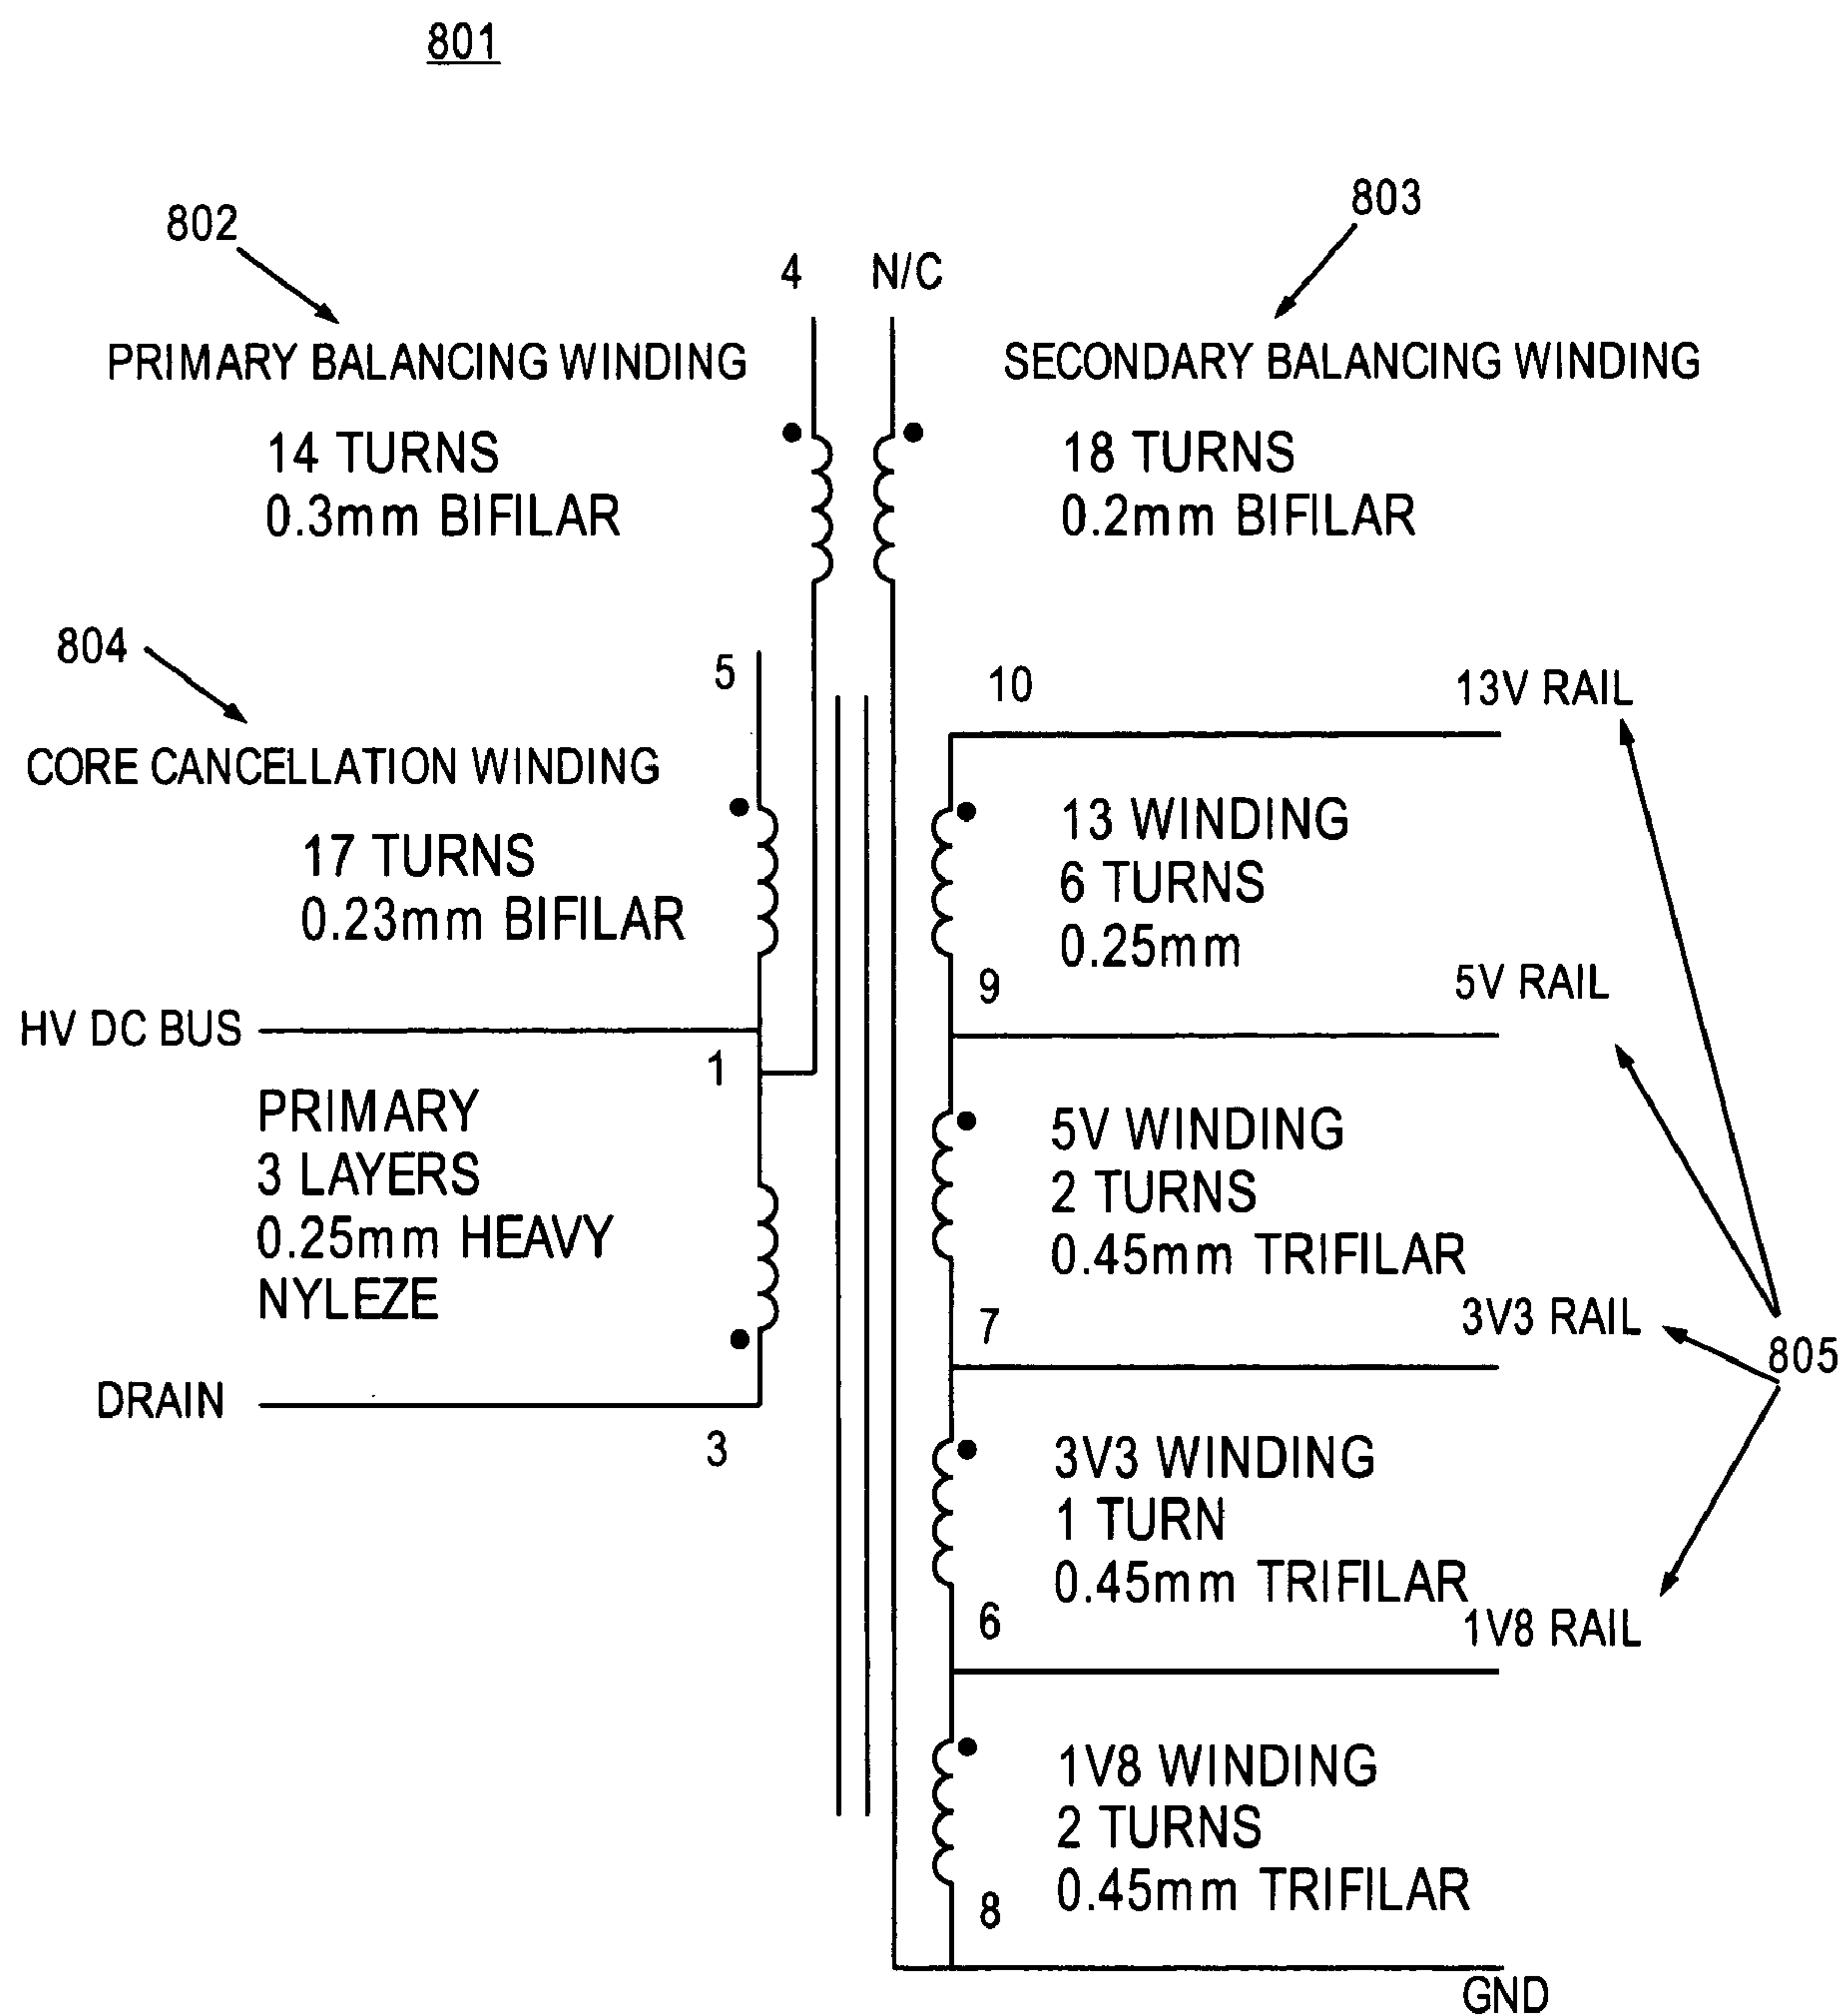 801
802
803
4
N/C
PRIMARY BALANCING WINDING
14 TURNS
0.3mm BIFILAR
SECONDARY BALANCING WINDING
18 TURNS
0.2mm BIFILAR
804
5
CORE CANCELLATION WINDING
17 TURNS
0.23mm BIFILAR
HV DC BUS
1
PRIMARY
3 LAYERS
0.25mm HEAVY
NYLEZE
DRAIN
3
10
13V RAIL
13 WINDING
6 TURNS
0.25mm
9
5V RAIL
5V WINDING
2 TURNS
0.45mm TRIFILAR
7
3V3 RAIL
805
3V3 WINDING
1 TURN
0.45mm TRIFILAR
6
1V8 RAIL
1V8 WINDING
2 TURNS
0.45mm TRIFILAR
8
GND